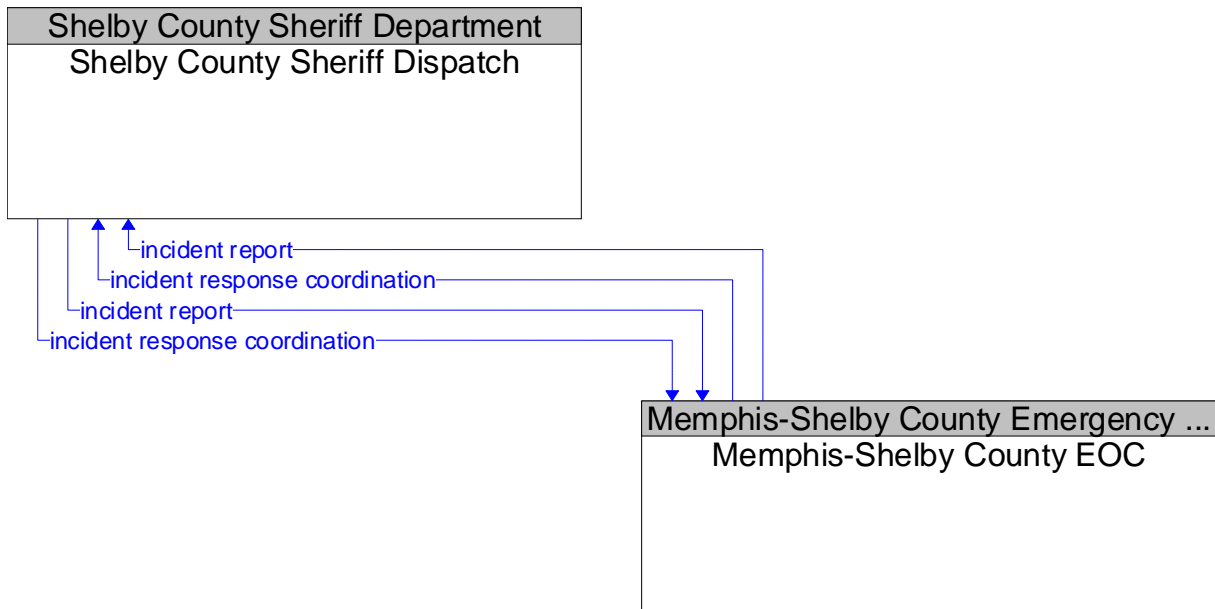 Shelby County Sheriff Department
Shelby County Sheriff Dispatch
incident report
incident response coordination
incident report
incident response coordination
Memphis-Shelby County Emergency ...
Memphis-Shelby County EOC